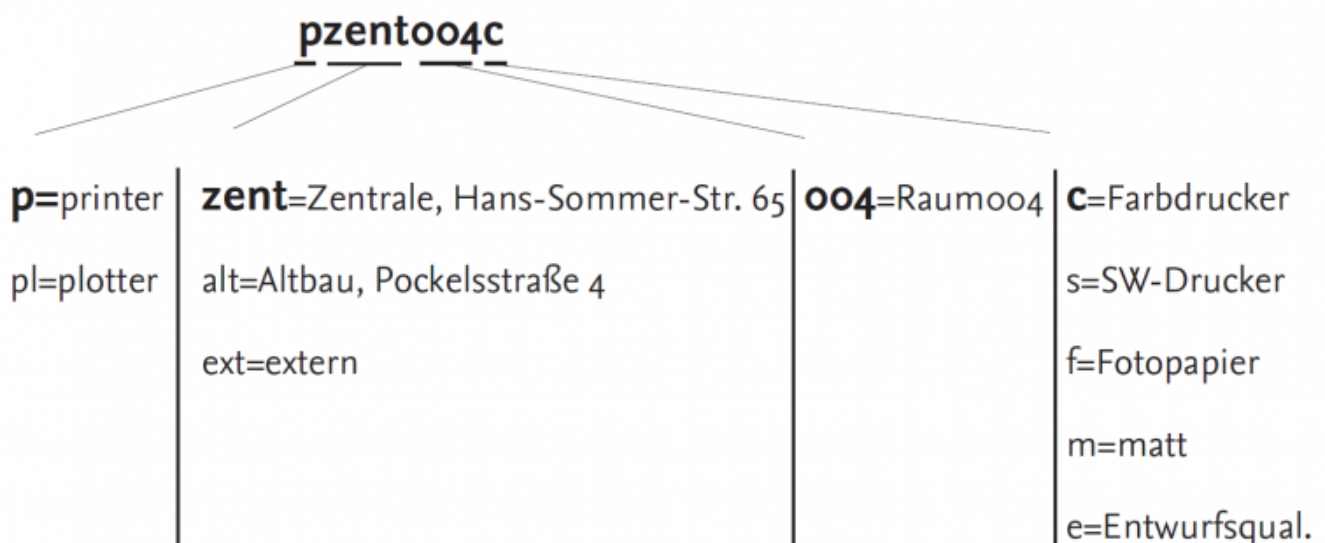 pzent004c
p=printer
pl=plotter
zent=Zentrale, Hans-Sommer-Str. 65
alt=Altbau, Pockelsstraße 4
ext=extern
004=Raum004
c=Farbdrucker
s=SW-Drucker
f=Fotopapier
m=matt
e=Entwurfsqual.